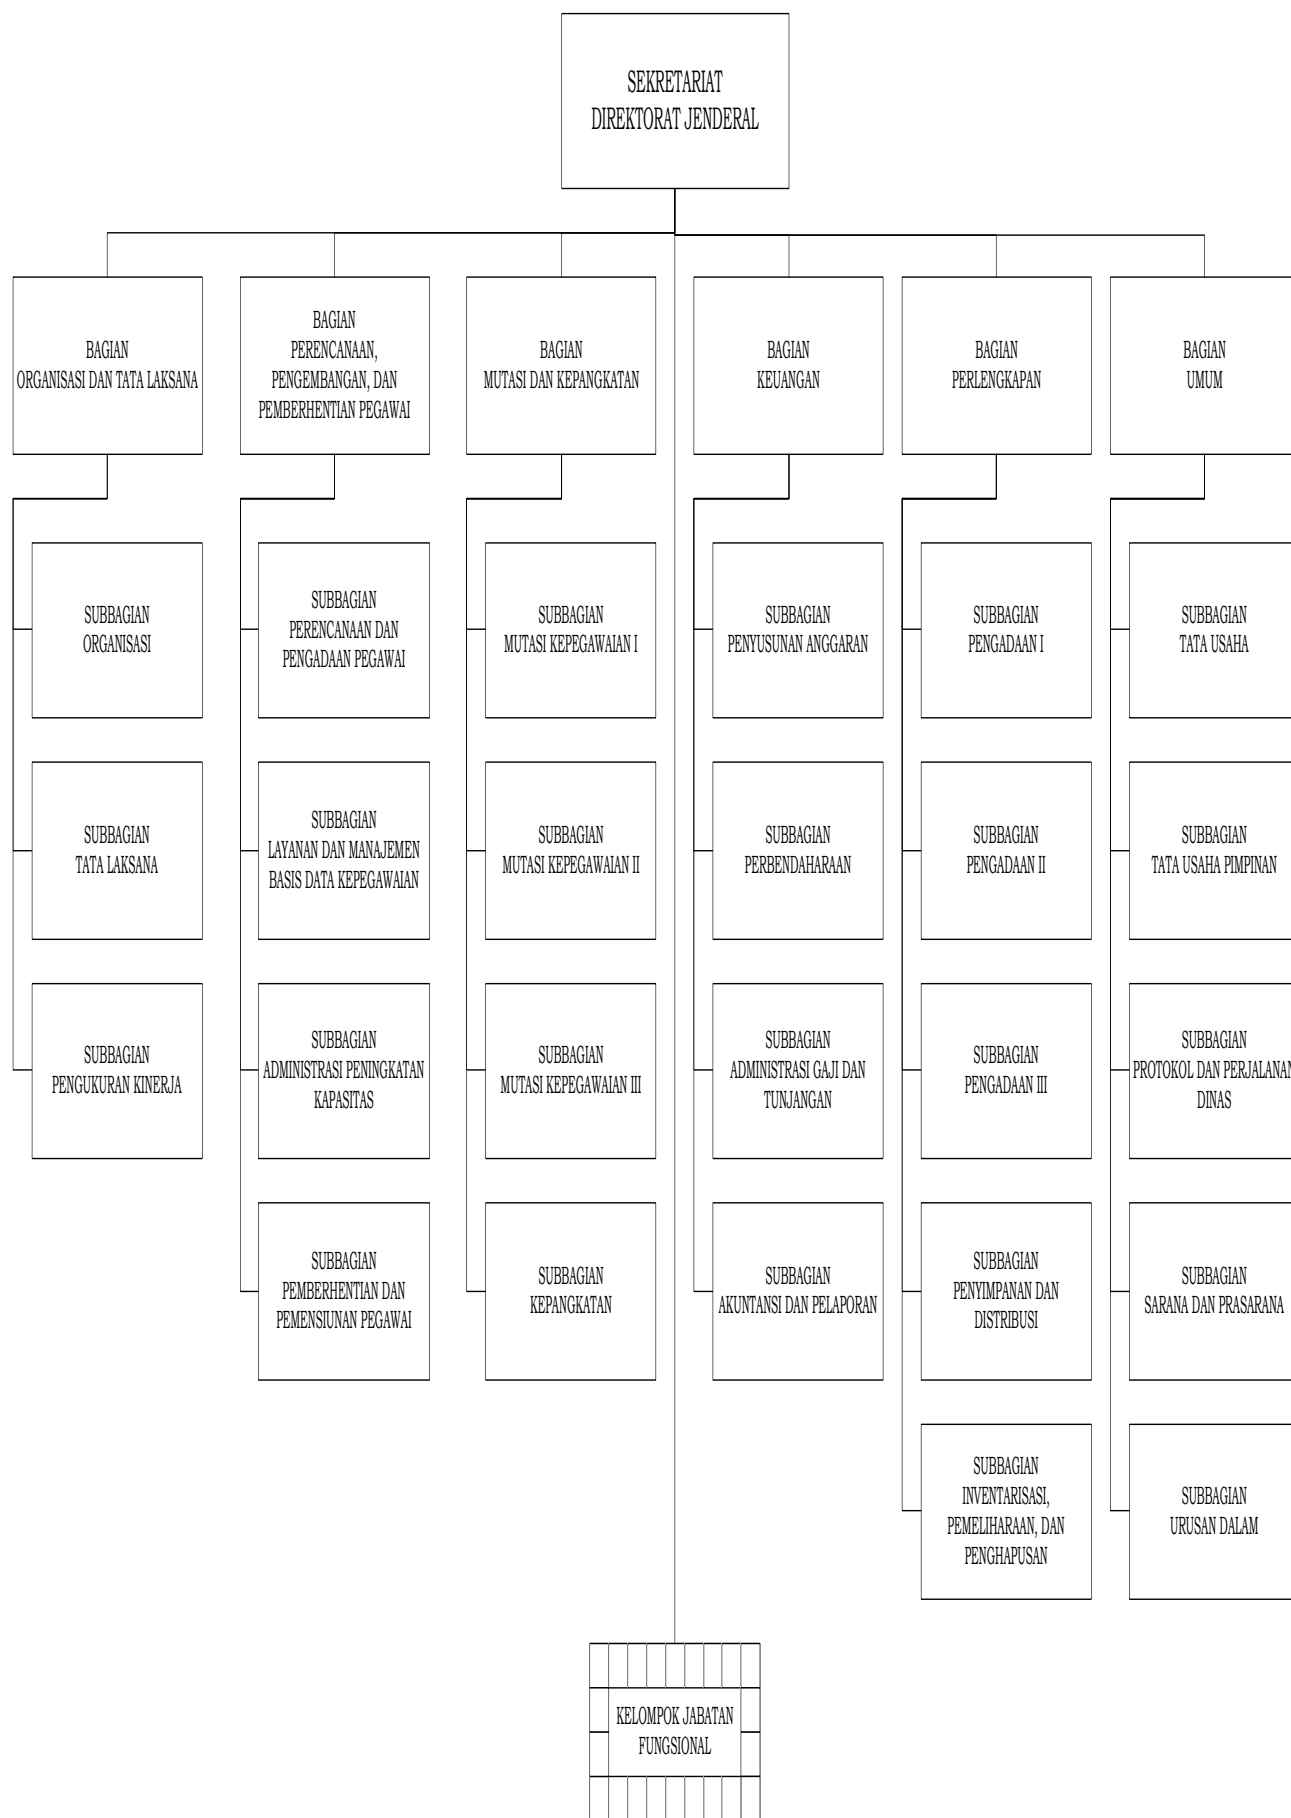 SEKRETARIAT
DIREKTORAT JENDERAL
BAGIAN
ORGANISASI DAN TATA LAKSANA
BAGIAN
PERENCANAAN,
PENGEMBANGAN, DAN
PEMBERHENTIAN PEGAWAI
BAGIAN
MUTASI DAN KEPANGKATAN
BAGIAN
KEUANGAN
BAGIAN
PERLENGKAPAN
BAGIAN
UMUM
SUBBAGIAN
ORGANISASI
SUBBAGIAN
PERENCANAAN DAN
PENGADAAN PEGAWAI
SUBBAGIAN
MUTASI KEPEGAWAIAN I
SUBBAGIAN
PENYUSUNAN ANGGARAN
SUBBAGIAN
PENGADAAN I
SUBBAGIAN
TATA USAHA
SUBBAGIAN
TATA LAKSANA
SUBBAGIAN
LAYANAN DAN MANAJEMEN
BASIS DATA KEPEGAWAIAN
SUBBAGIAN
MUTASI KEPEGAWAIAN II
SUBBAGIAN
PERBENDAHARAAN
SUBBAGIAN
PENGADAAN II
SUBBAGIAN
TATA USAHA PIMPINAN
SUBBAGIAN
PENGUKURAN KINERJA
SUBBAGIAN
ADMINISTRASI PENINGKATAN
KAPASITAS
SUBBAGIAN
MUTASI KEPEGAWAIAN III
SUBBAGIAN
ADMINISTRASI GAJI DAN
TUNJANGAN
SUBBAGIAN
PENGADAAN III
SUBBAGIAN
PROTOKOL DAN PERJALANAN
DINAS
SUBBAGIAN
PEMBERHENTIAN DAN
PEMENSIUNAN PEGAWAI
SUBBAGIAN
KEPANGKATAN
SUBBAGIAN
AKUNTANSI DAN PELAPORAN
SUBBAGIAN
PENYIMPANAN DAN
DISTRIBUSI
SUBBAGIAN
SARANA DAN PRASARANA
SUBBAGIAN
INVENTARISASI,
PEMELIHARAAN, DAN
PENGHAPUSAN
SUBBAGIAN
URUSAN DALAM
KELOMPOK JABATAN
FUNGSIONAL